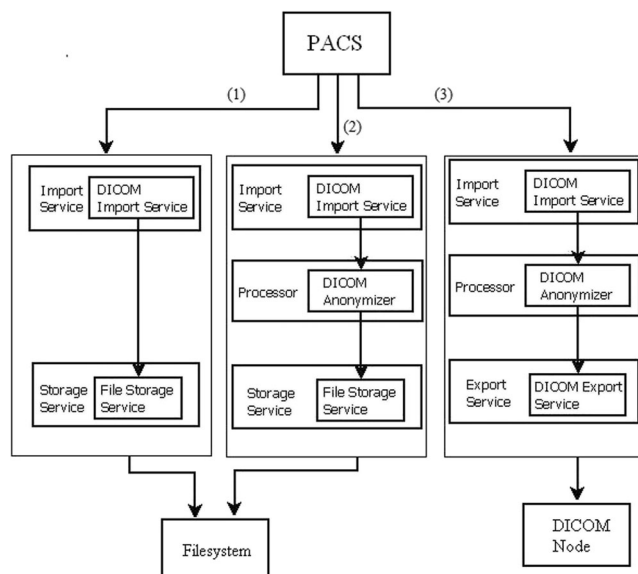 PACS
(1)
(2)
(3)
Import
Service
DICOM
Import Service
Storage
Service
File Storage
Service
Import
Service
DICOM
Import Service
Processor
DICOM
Anonymizer
Storage
Service
File Storage
Service
Import
Service
DICOM
Import Service
Processor
DICOM
Anonymizer
Export
Service
DICOM Export
Service
Filesystem
DICOM
Node